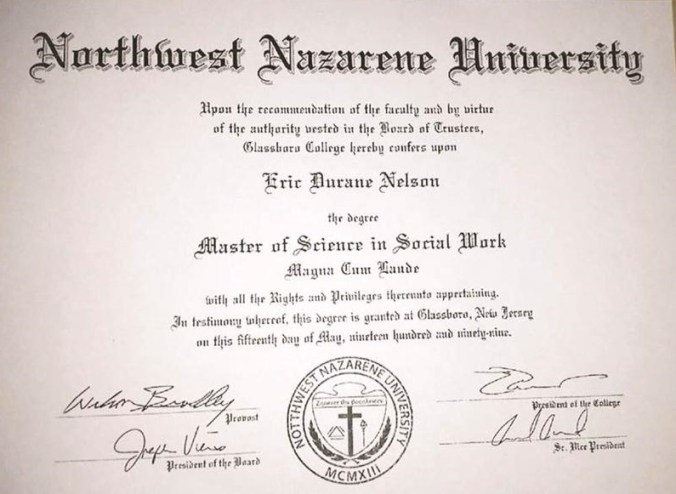 Northwest Nazarene University
Upon the recommendation of the faculty and by virtue
of the authority vested in the Board of Trustees,
Glassboro College hereby confers upon
Eric Durane Nelson
the degree
Master of Science in Social Work
Magna Cum Laude
with all the Rights and Privileges thereunto appertaining.
In testimony whereof, this degree is granted at Glassboro, New Jersey
on this fifteenth day of May, nineteen hundred and ninety-nine.
Provost
President of the Board
NOTTHWEST NAZARENE UNIVERSITY
MCMXIII
President of the College
Sr. Vice President